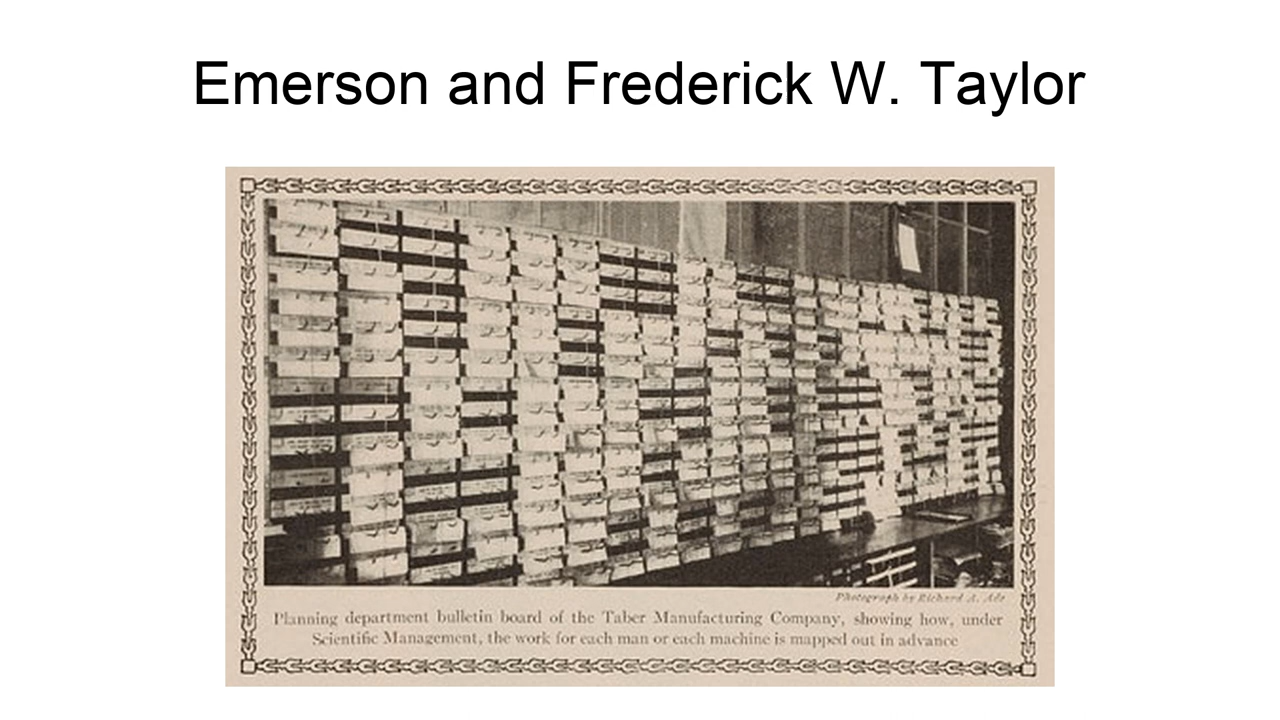 Emerson and Frederick W. Taylor
Photograph by Richard A. Ade
Planning department bulletin board of the Taber Manufacturing Company, showing how, under
Scientific Management, the work for each man or each machine is mapped out in advance